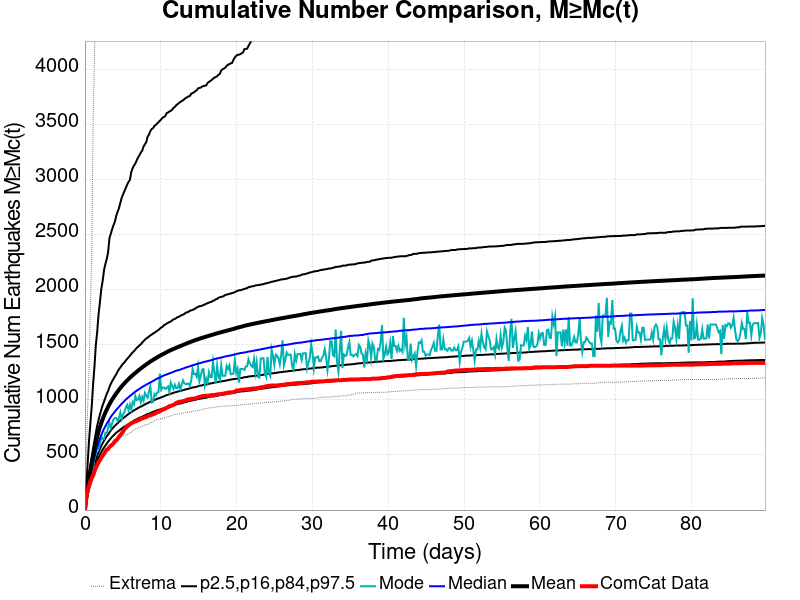 Cumulative Number Comparison, M≥Mc(t)
Cumulative Num Earthquakes M≥Mc(t)
4000
3500
3000
2500
2000
1500
1000
500
0
0 10 20 30 40 50 60 70 80
Time (days)
Extrema p2.5,p16,p84,p97.5 Mode Median Mean ComCat Data